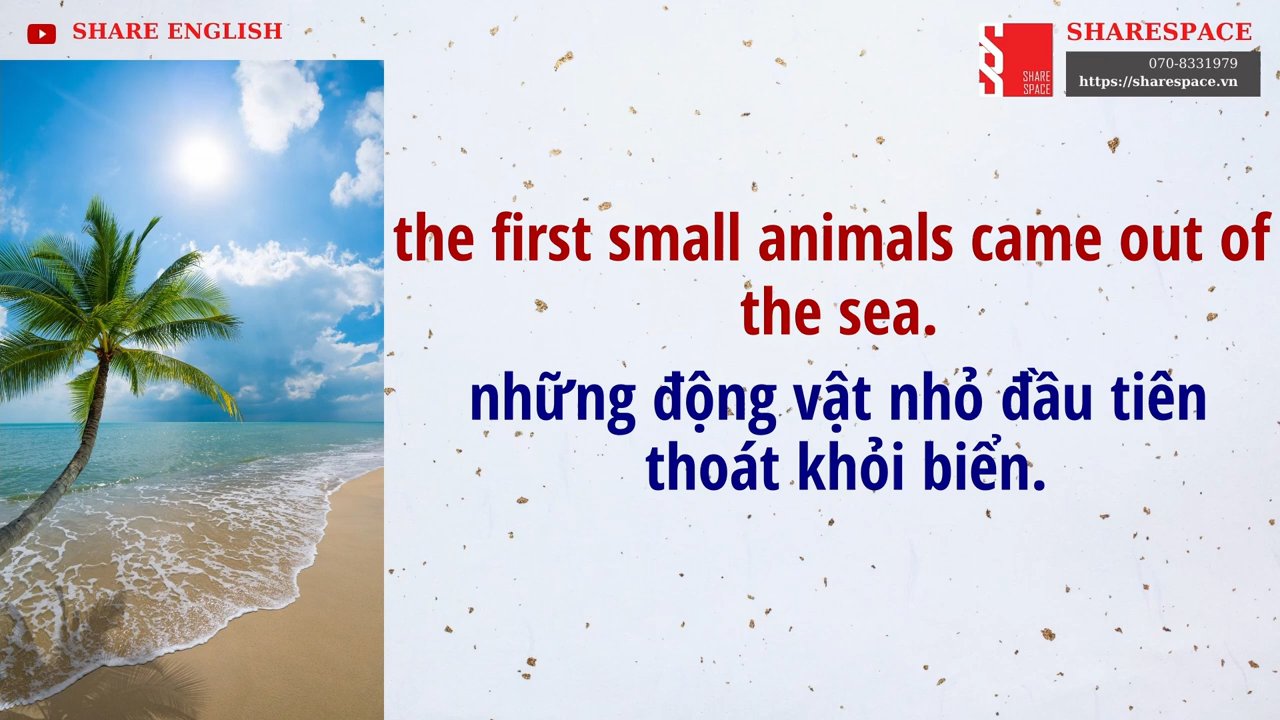 SHARE ENGLISH
SHARESPACE
070-8331979
https://sharespace.vn
SHARE
SPACE
the first small animals came out of
the sea.
những động vật nhỏ đầu tiên
thoát khỏi biển.